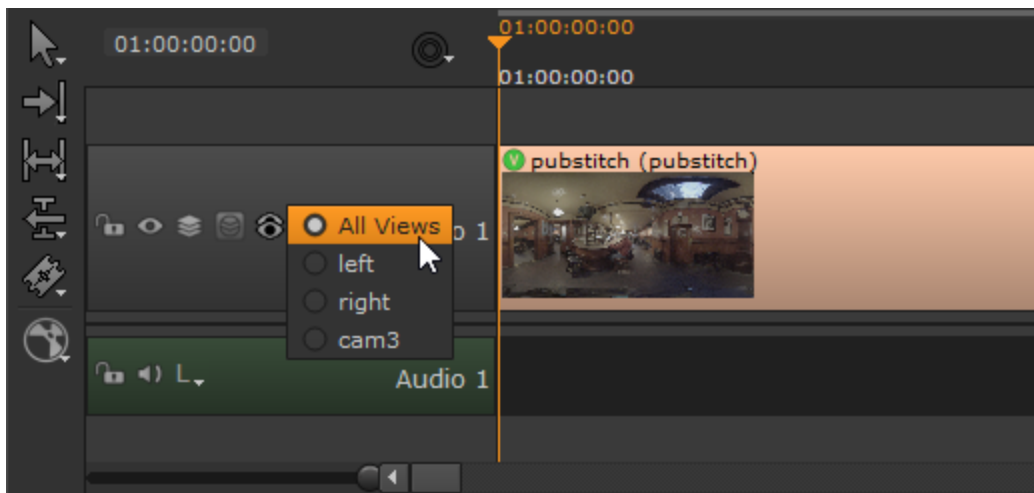 01:00:00:00
01:00:00:00
01:00:00:00
V pubstitch (pubstitch)
All Views
o 1
left
right
cam3
L
Audio 1